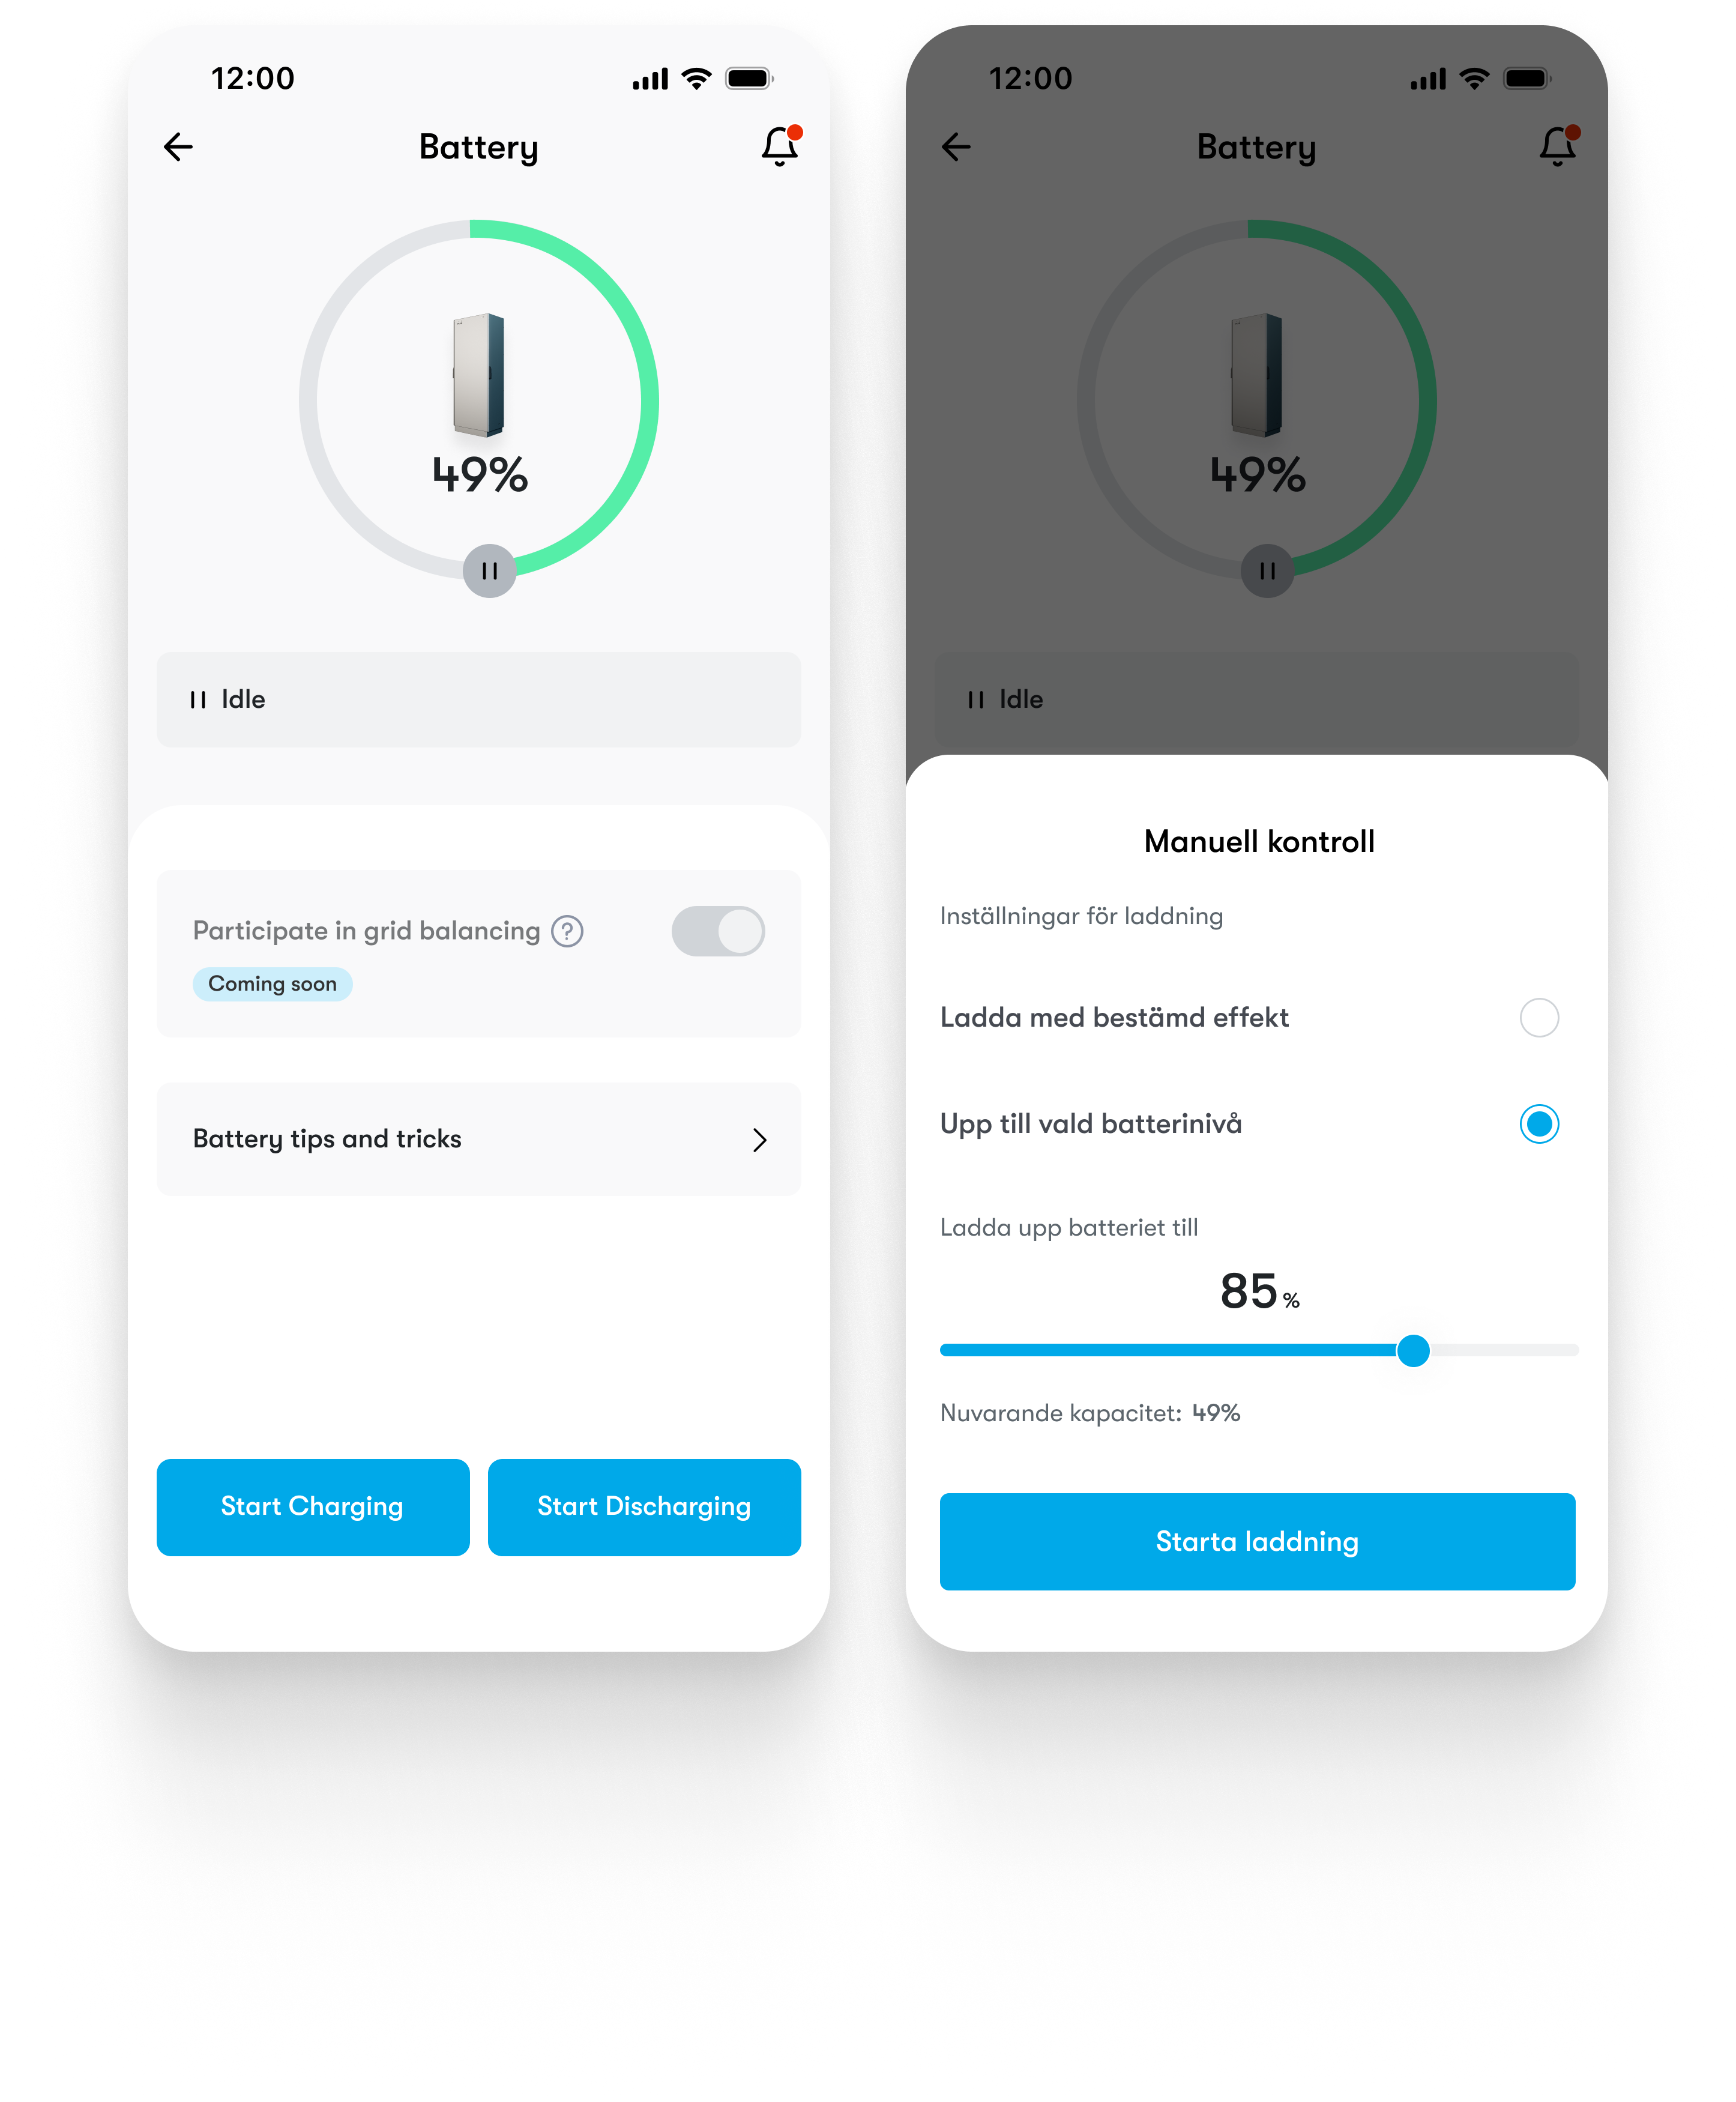 12:00
Battery
49%
Idle
Participate in grid balancing ?
Coming soon
Battery tips and tricks
Start Charging
Start Discharging
12:00
Battery
49%
Idle
Manuell kontroll
Inställningar för laddning
Ladda med bestämd effekt
Upp till vald batterinivå
Ladda upp batteriet till
85%
Nuvarande kapacitet: 49%
Starta laddning